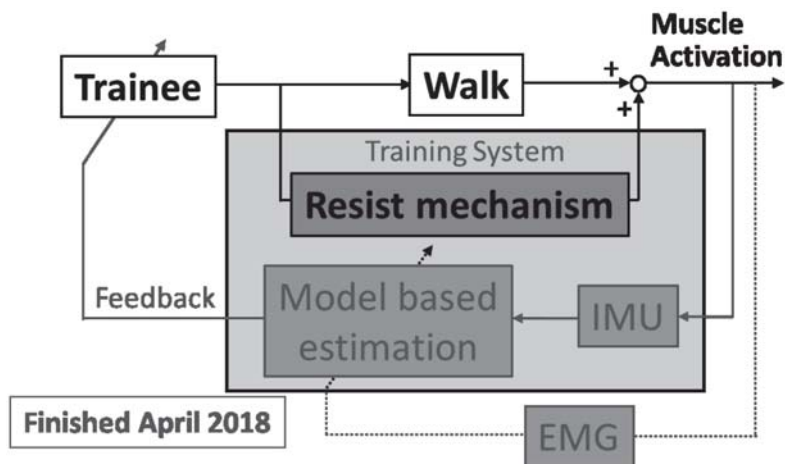 Muscle
Activation
Trainee
Walk
+
+
Training System
Resist mechanism
Feedback
Model based
estimation
IMU
Finished April 2018
EMG